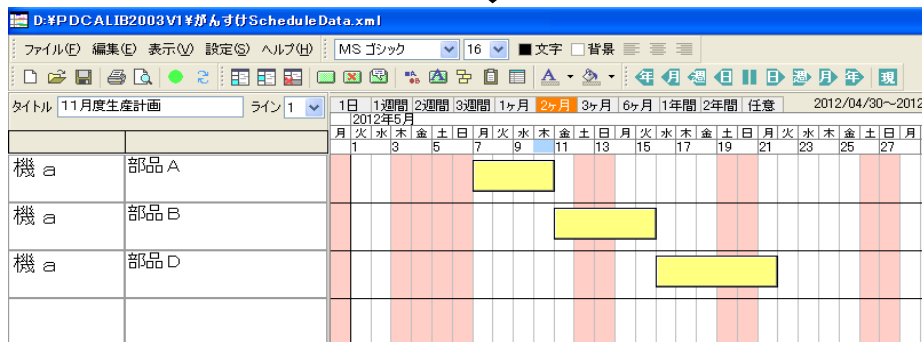 D:¥PDCALIB2003V1¥がんすけScheduleData.xml
ファイル(F) 編集(E) 表示(V) 設定(S) ヘルプ(H) MS ゴシック 16 ■文字 □背景
年 月 週 日 日 週 月 年 現
タイトル 11月度生産計画 ライン 1 1日 1週間 2週間 3週間 1ヶ月 2ヶ月 3ヶ月 6ヶ月 1年間 2年間 任意 2012/04/30～2012
2012年5月
月 火 水 木 金 土 日 月 火 水 木 金 土 日 月 火 水 木 金 土 日 月 火 水 木 金 土 日 月
1 3 5 7 9 11 13 15 17 19 21 23 25 27
機 a 部品A
機 a 部品B
機 a 部品D